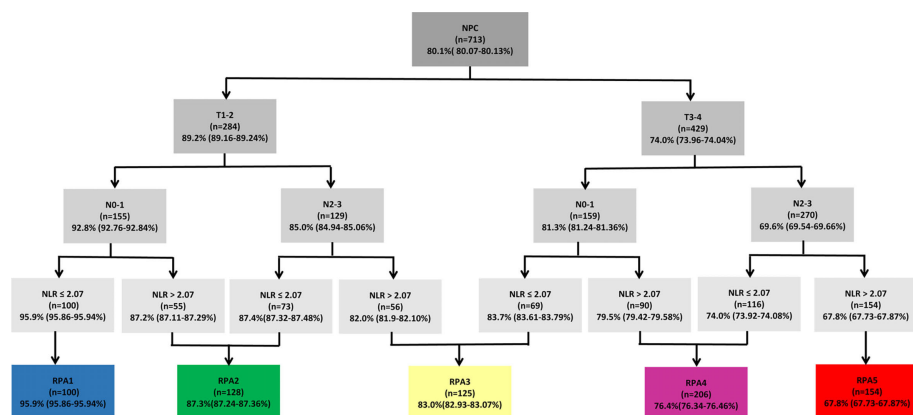 NPC
(n=713)
80.1%( 80.07-80.13%)
T1-2
(n=284)
89.2% (89.16-89.24%)
T3-4
(n=429)
74.0% (73.96-74.04%)
N0-1
(n=155)
92.8% (92.76-92.84%)
N2-3
(n=129)
85.0% (84.94-85.06%)
N0-1
(n=159)
81.3% (81.24-81.36%)
N2-3
(n=270)
69.6% (69.54-69.66%)
NLR ≤ 2.07
(n=100)
95.9% (95.86-95.94%)
NLR > 2.07
(n=55)
87.2% (87.11-87.29%)
NLR ≤ 2.07
(n=73)
87.4%(87.32-87.48%)
NLR > 2.07
(n=56)
82.0% (81.9-82.10%)
NLR ≤ 2.07
(n=69)
83.7% (83.61-83.79%)
NLR > 2.07
(n=90)
79.5% (79.42-79.58%)
NLR ≤ 2.07
(n=116)
74.0% (73.92-74.08%)
NLR > 2.07
(n=154)
67.8% (67.73-67.87%)
RPA1
(n=100)
95.9% (95.86-95.94%)
RPA2
(n=128)
87.3%(87.24-87.36%)
RPA3
(n=125)
83.0% (82.93-83.07%)
RPA4
(n=206)
76.4%(76.34-76.46%)
RPA5
(n=154)
67.8% (67.73-67.87%)